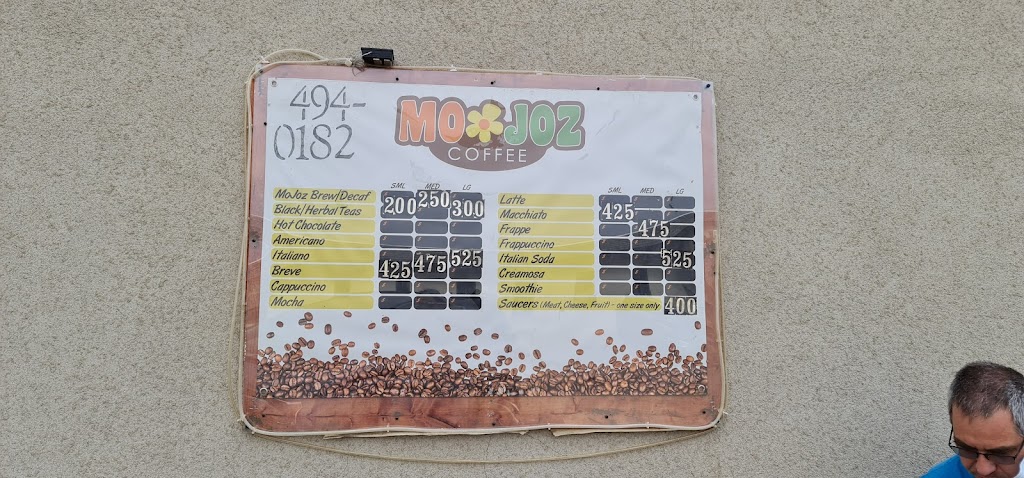 494-
0182
MO JOZ
COFFEE
SML MED LG
MoJoz Brew/Decaf
Black/Herbal Teas
Hot Chocolate
Americano
Italiano
Breve
Cappuccino
Mocha
200 250 300
425 475 525
SML MED LG
Latte
Macchiato
Frappe
Frappuccino
Italian Soda
Creamosa
Smoothie
Saucers (Meat, Cheese, Fruit) - one size only 400
425 475 525